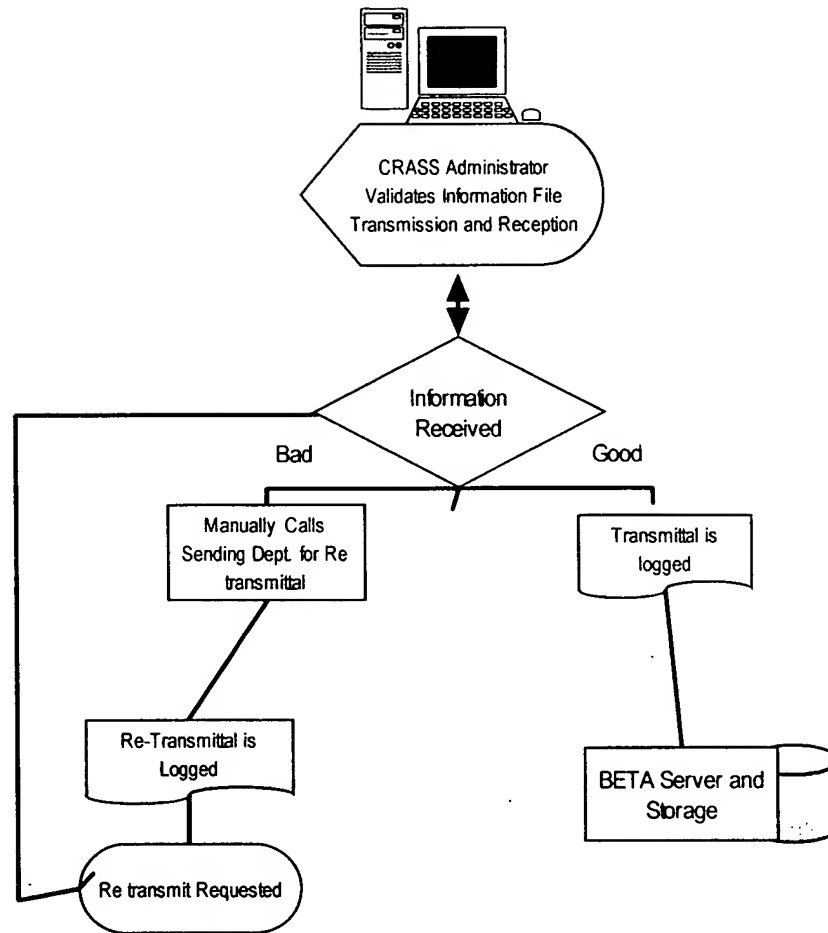 CRASS Administrator
Validates Information File
Transmission and Reception
Information
Received
Bad
Good
Manually Calls
Sending Dept. for Re
transmittal
Transmittal is
logged
Re-Transmittal is
Logged
BETA Server and
Storage
Re transmit Requested